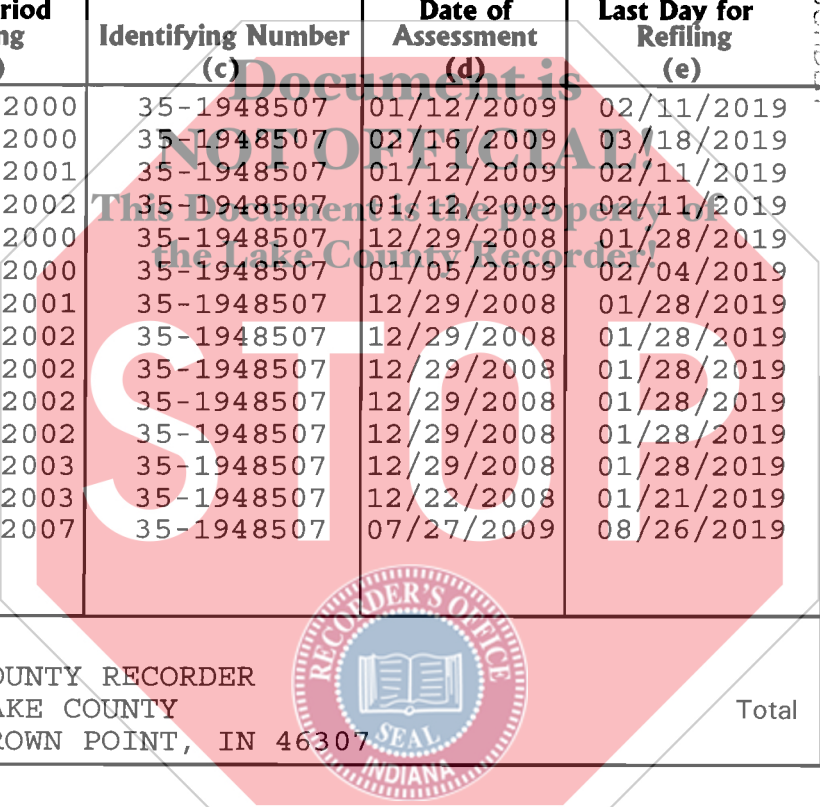 riod
ng
)
Identifying Number
(c)
Date of
Assessment
(d)
Last Day for
Refiling
(e)
2000 35-1948507 01/12/2009 02/11/2019
2000 35-1948507 02/16/2009 03/18/2019
2001 35-1948507 01/12/2009 02/11/2019
2002 35-1948507 01/12/2009 02/11/2019
2000 35-1948507 12/29/2008 01/28/2019
2000 35-1948507 01/05/2009 02/04/2019
2001 35-1948507 12/29/2008 01/28/2019
2002 35-1948507 12/29/2008 01/28/2019
2002 35-1948507 12/29/2008 01/28/2019
2002 35-1948507 12/29/2008 01/28/2019
2002 35-1948507 12/29/2008 01/28/2019
2003 35-1948507 12/29/2008 01/28/2019
2003 35-1948507 12/22/2008 01/21/2019
2007 35-1948507 07/27/2009 08/26/2019
Document is
NOT OFFICIAL!
This Document is the property of
the Lake County Recorder!
STOP
OUNTY RECORDER
AKE COUNTY
ROWN POINT, IN 46307
Total
RECORDER'S OFFICE
SEAL
INDIANA